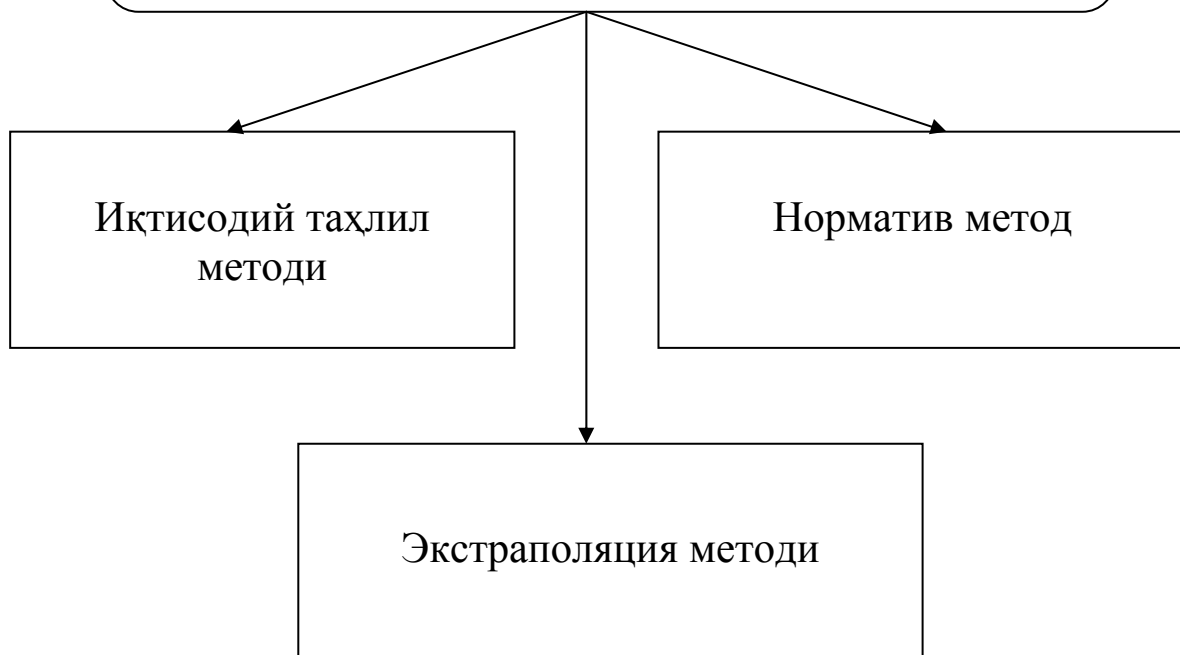 Иқтисодий таҳлил
методи
Норматив метод
Экстраполяция методи